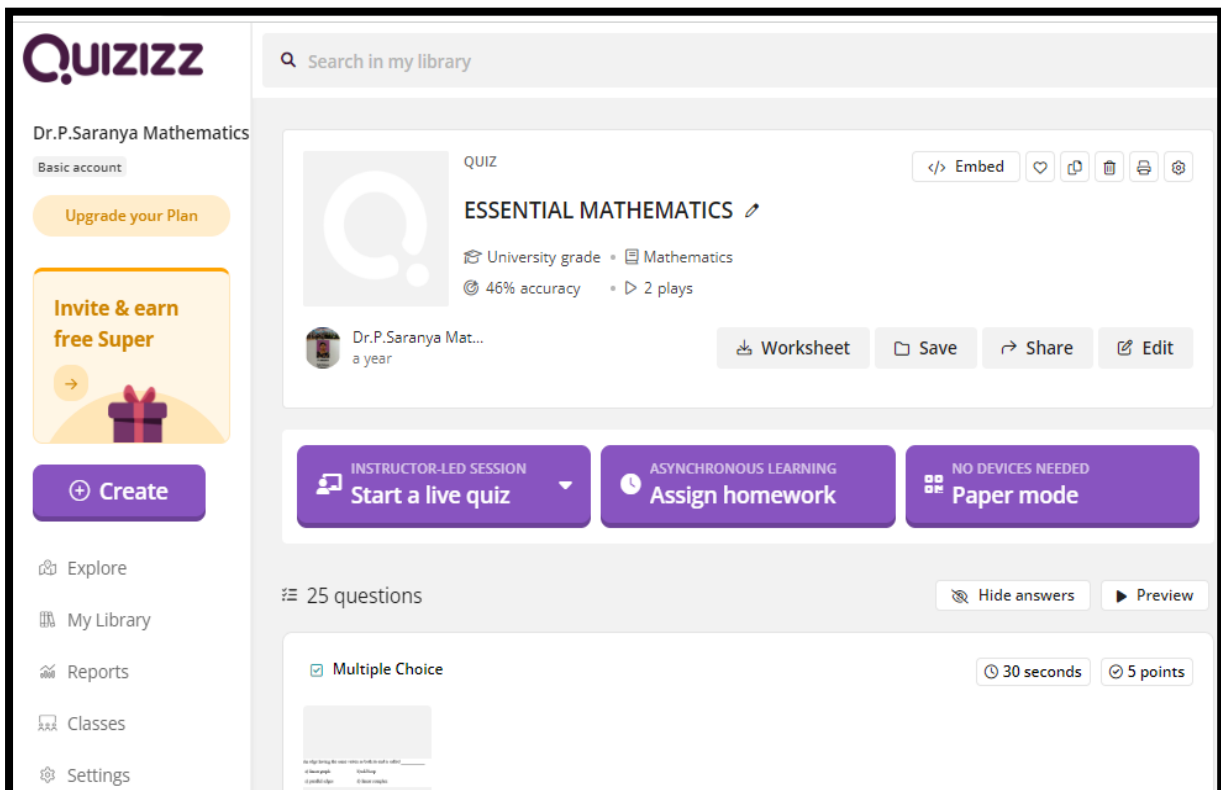 QUIZIZZ
Search in my library
Dr.P.Saranya Mathematics
Basic account
Upgrade your Plan
Invite & earn
free Super
Create
Explore
My Library
Reports
Classes
Settings
QUIZ
</> Embed
ESSENTIAL MATHEMATICS
University grade • Mathematics
46% accuracy • 2 plays
Dr.P.Saranya Mat...
a year
Worksheet
Save
Share
Edit
INSTRUCTOR-LED SESSION
Start a live quiz
ASYNCHRONOUS LEARNING
Assign homework
NO DEVICES NEEDED
Paper mode
25 questions
Hide answers
Preview
Multiple Choice
30 seconds
5 points